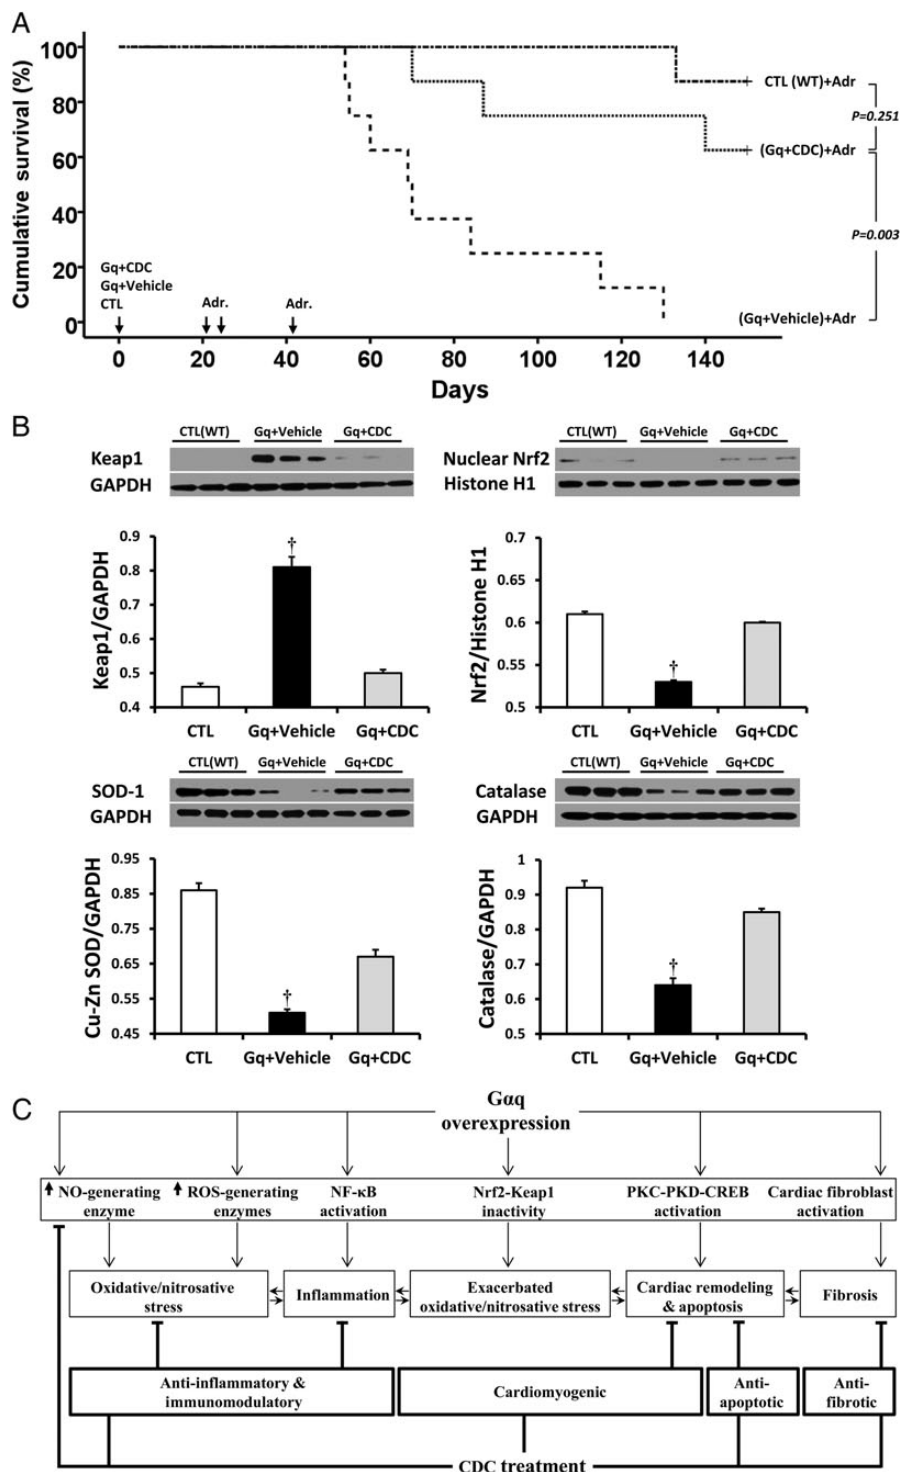 A
Cumulative survival (%)
100
80
60
40
20
0
CTL (WT)+Adr
P=0.251
(Gq+CDC)+Adr
P=0.003
(Gq+Vehicle)+Adr
Gq+CDC
Gq+Vehicle
CTL
Adr.
Adr.
0 20 40 60 80 100 120 140
Days
B
CTL(WT) Gq+Vehicle Gq+CDC
Keap1
GAPDH
CTL(WT) Gq+Vehicle Gq+CDC
Nuclear Nrf2
Histone H1
Keap1/GAPDH
0.9
0.8
0.7
0.6
0.5
0.4
†
CTL Gq+Vehicle Gq+CDC
Nrf2/Histone H1
0.7
0.65
0.6
0.55
0.5
†
CTL Gq+Vehicle Gq+CDC
CTL(WT) Gq+Vehicle Gq+CDC
SOD-1
GAPDH
CTL(WT) Gq+Vehicle Gq+CDC
Catalase
GAPDH
Cu-Zn SOD/GAPDH
0.95
0.85
0.75
0.65
0.55
0.45
†
CTL Gq+Vehicle Gq+CDC
Catalase/GAPDH
1
0.9
0.8
0.7
0.6
0.5
†
CTL Gq+Vehicle Gq+CDC
C
Gαq
overexpression
NO-generating
enzyme
ROS-generating
enzymes
NF-κB
activation
Nrf2-Keap1
inactivity
PKC-PKD-CREB
activation
Cardiac fibroblast
activation
Oxidative/nitrosative
stress
Inflammation
Exacerbated
oxidative/nitrosative stress
Cardiac remodeling
& apoptosis
Fibrosis
Anti-inflammatory &
immunomodulatory
Cardiomyogenic
Anti-
apoptotic
Anti-
fibrotic
CDC treatment